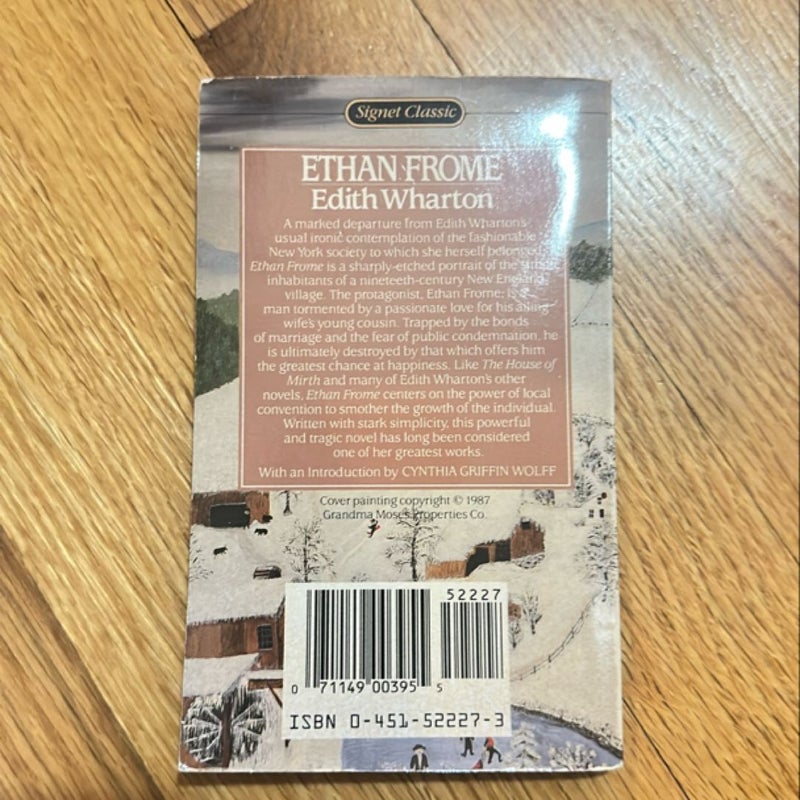 Signet Classic
ETHAN FROME
Edith Wharton
A marked departure from Edith Wharton's
usual ironic contemplation of the fashionable
New York society to which she herself belonged,
Ethan Frome is a sharply-etched portrait of the
inhabitants of a nineteenth-century New England
village. The protagonist, Ethan Frome, is a
man tormented by a passionate love for his ailing
wife's young cousin. Trapped by the bonds
of marriage and the fear of public condemnation, he
is ultimately destroyed by that which offers him
the greatest chance at happiness. Like The House of
Mirth and many of Edith Wharton's other
novels, Ethan Frome centers on the power of local
convention to smother the growth of the individual.
Written with stark simplicity, this powerful
and tragic novel has long been considered
one of her greatest works.
With an Introduction by CYNTHIA GRIFFIN WOLFF
Cover painting copyright © 1987
Grandma Moses Properties Co.
52227
0 71149 00395 5
ISBN 0-451-52227-3